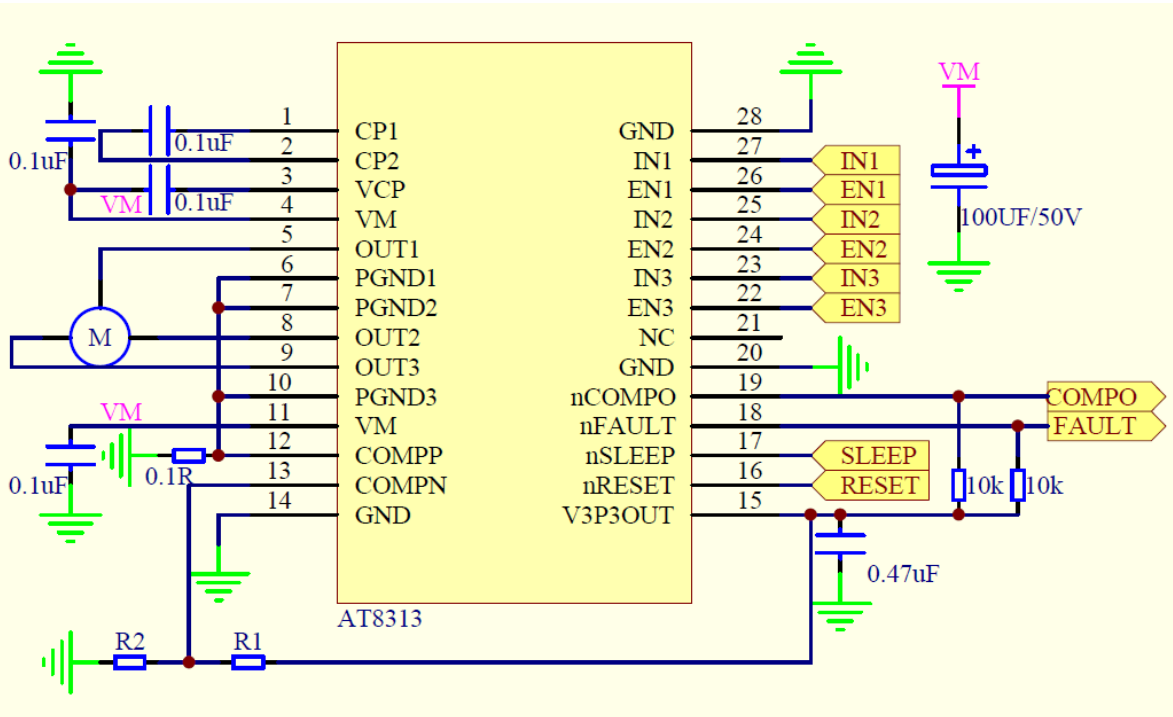 VM
1
CP1
GND
28
0.1uF
0.1uF
2
CP2
IN1
27
IN1
3
VCP
EN1
26
EN1
VM
0.1uF
4
VM
IN2
25
IN2
100UF/50V
5
OUT1
EN2
24
EN2
6
PGND1
IN3
23
IN3
7
PGND2
EN3
22
EN3
M
8
OUT2
NC
21
9
OUT3
GND
20
10
PGND3
nCOMPO
19
COMPO
VM
11
VM
nFAULT
18
FAULT
12
COMPP
nSLEEP
17
SLEEP
0.1uF
0.1R
13
COMPN
nRESET
16
RESET
10k
10k
14
GND
V3P3OUT
15
0.47uF
AT8313
R2
R1